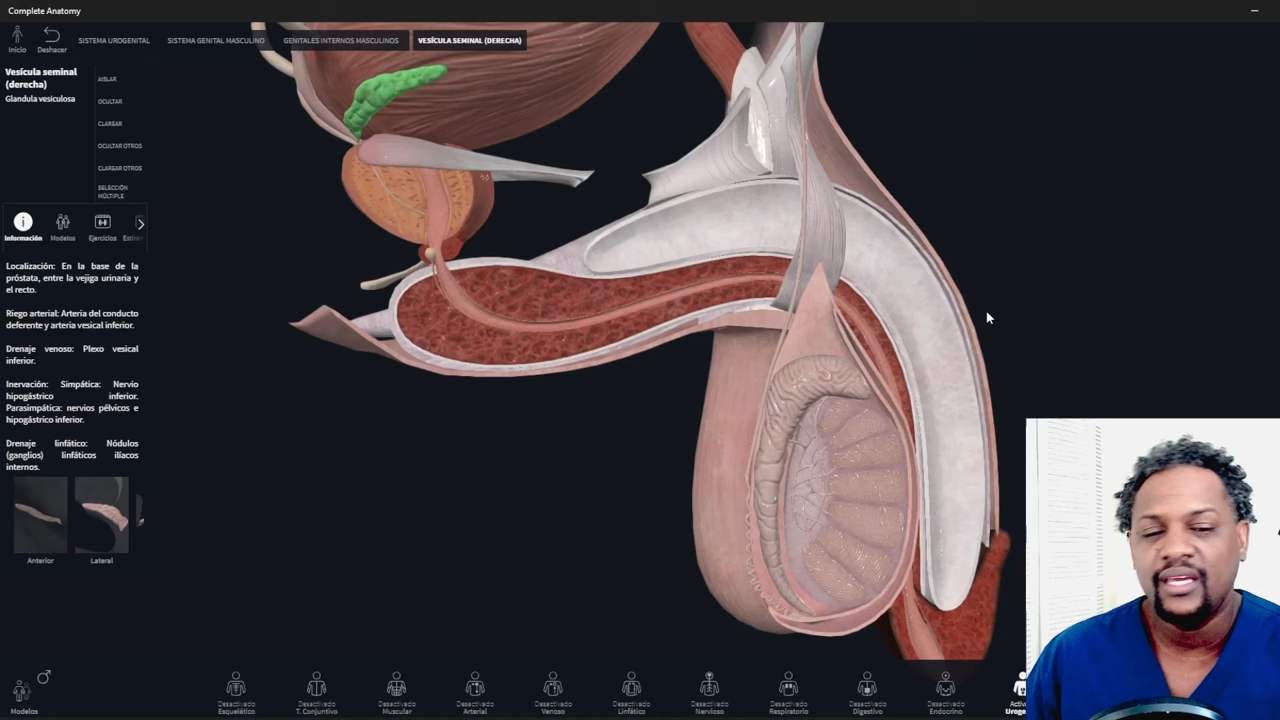 Complete Anatomy
Inicio
Deshacer
SISTEMA UROGENITAL
SISTEMA GENITAL MASCULINO
GENITALES INTERNOS MASCULINOS
VESÍCULA SEMINAL (DERECHA)
Vesícula seminal
(derecha)
Glandula vesiculosa
AISLAR
OCULTAR
CLAREAR
OCULTAR OTROS
CLAREAR OTROS
SELECCIÓN
MÚLTIPLE
Información
Modelos
Ejercicios
Localización: En la base de la
próstata, entre la vejiga urinaria y
el recto.
Riego arterial: Arteria del conducto
deferente y arteria vesical inferior.
Drenaje venoso: Plexo vesical
inferior.
Inervación: Simpática: Nervio
hipogástrico inferior.
Parasimpática: nervios pélvicos e
hipogástrico inferior.
Drenaje linfático: Nódulos
(ganglios) linfáticos ilíacos
internos.
Anterior
Lateral
Modelos
Desactivado
Esquelético
Desactivado
T. Conjuntivo
Desactivado
Muscular
Desactivado
Arterial
Desactivado
Venoso
Desactivado
Linfático
Desactivado
Nervioso
Desactivado
Respiratorio
Desactivado
Digestivo
Desactivado
Endocrino